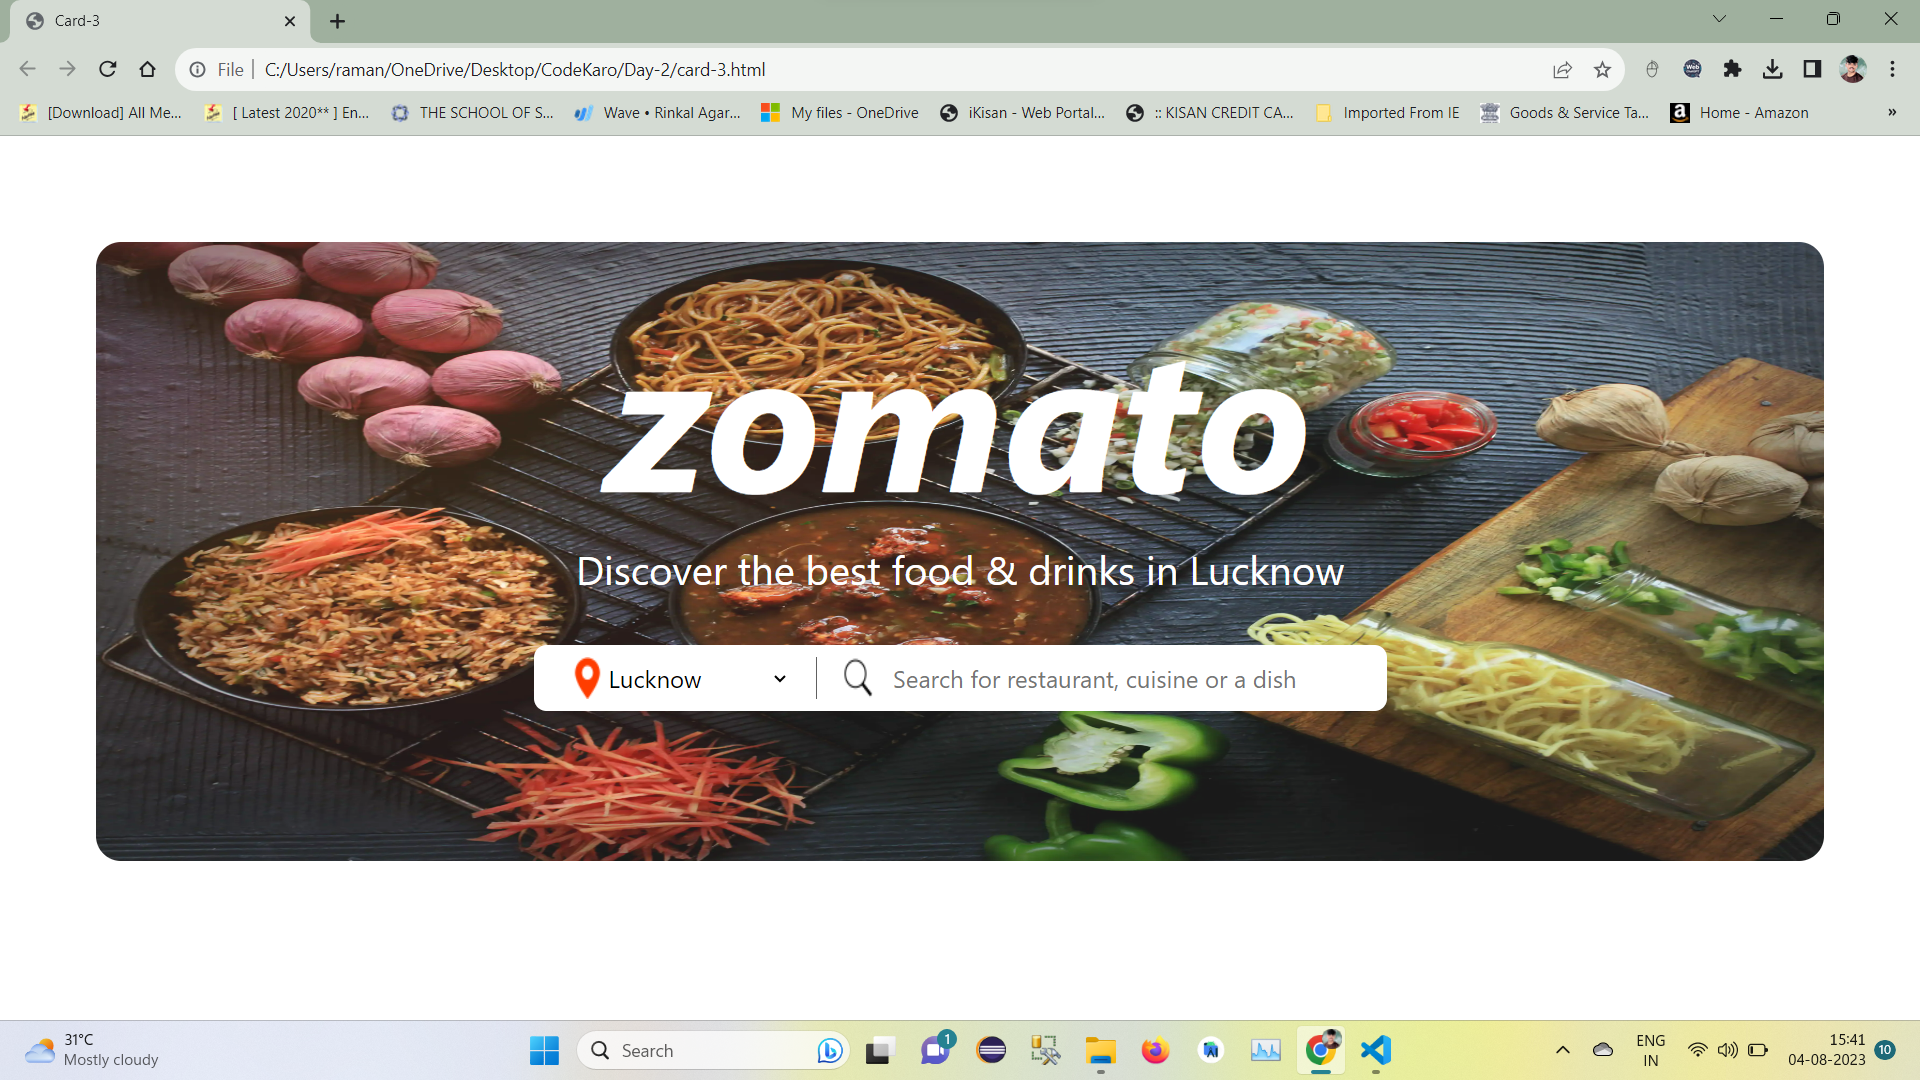 Card-3
File
C:/Users/raman/OneDrive/Desktop/CodeKaro/Day-2/card-3.html
[Download] All Me...
[ Latest 2020** ] En...
THE SCHOOL OF S...
Wave • Rinkal Agar...
My files - OneDrive
iKisan - Web Portal...
:: KISAN CREDIT CA...
Imported From IE
Goods & Service Ta...
Home - Amazon
»
zomato
Discover the best food & drinks in Lucknow
Lucknow
Search for restaurant, cuisine or a dish
31°C
Mostly cloudy
Search
1
ENG
IN
15:41
04-08-2023
10